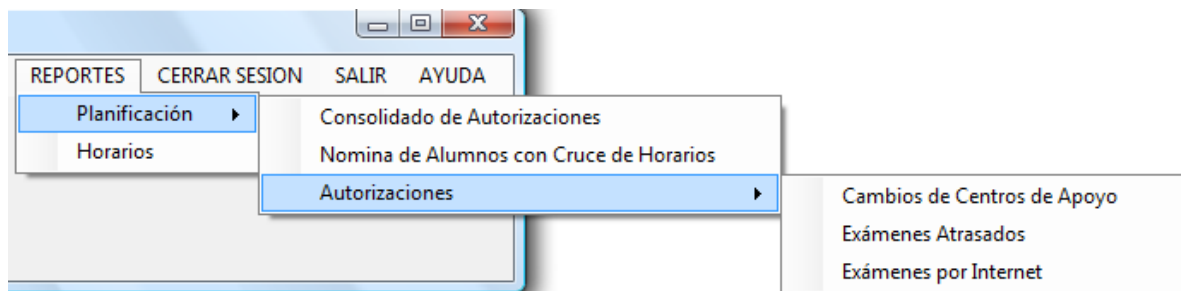 REPORTES CERRAR SESION SALIR AYUDA
Planificación
Horarios
Consolidado de Autorizaciones
Nomina de Alumnos con Cruce de Horarios
Autorizaciones
Cambios de Centros de Apoyo
Exámenes Atrasados
Exámenes por Internet